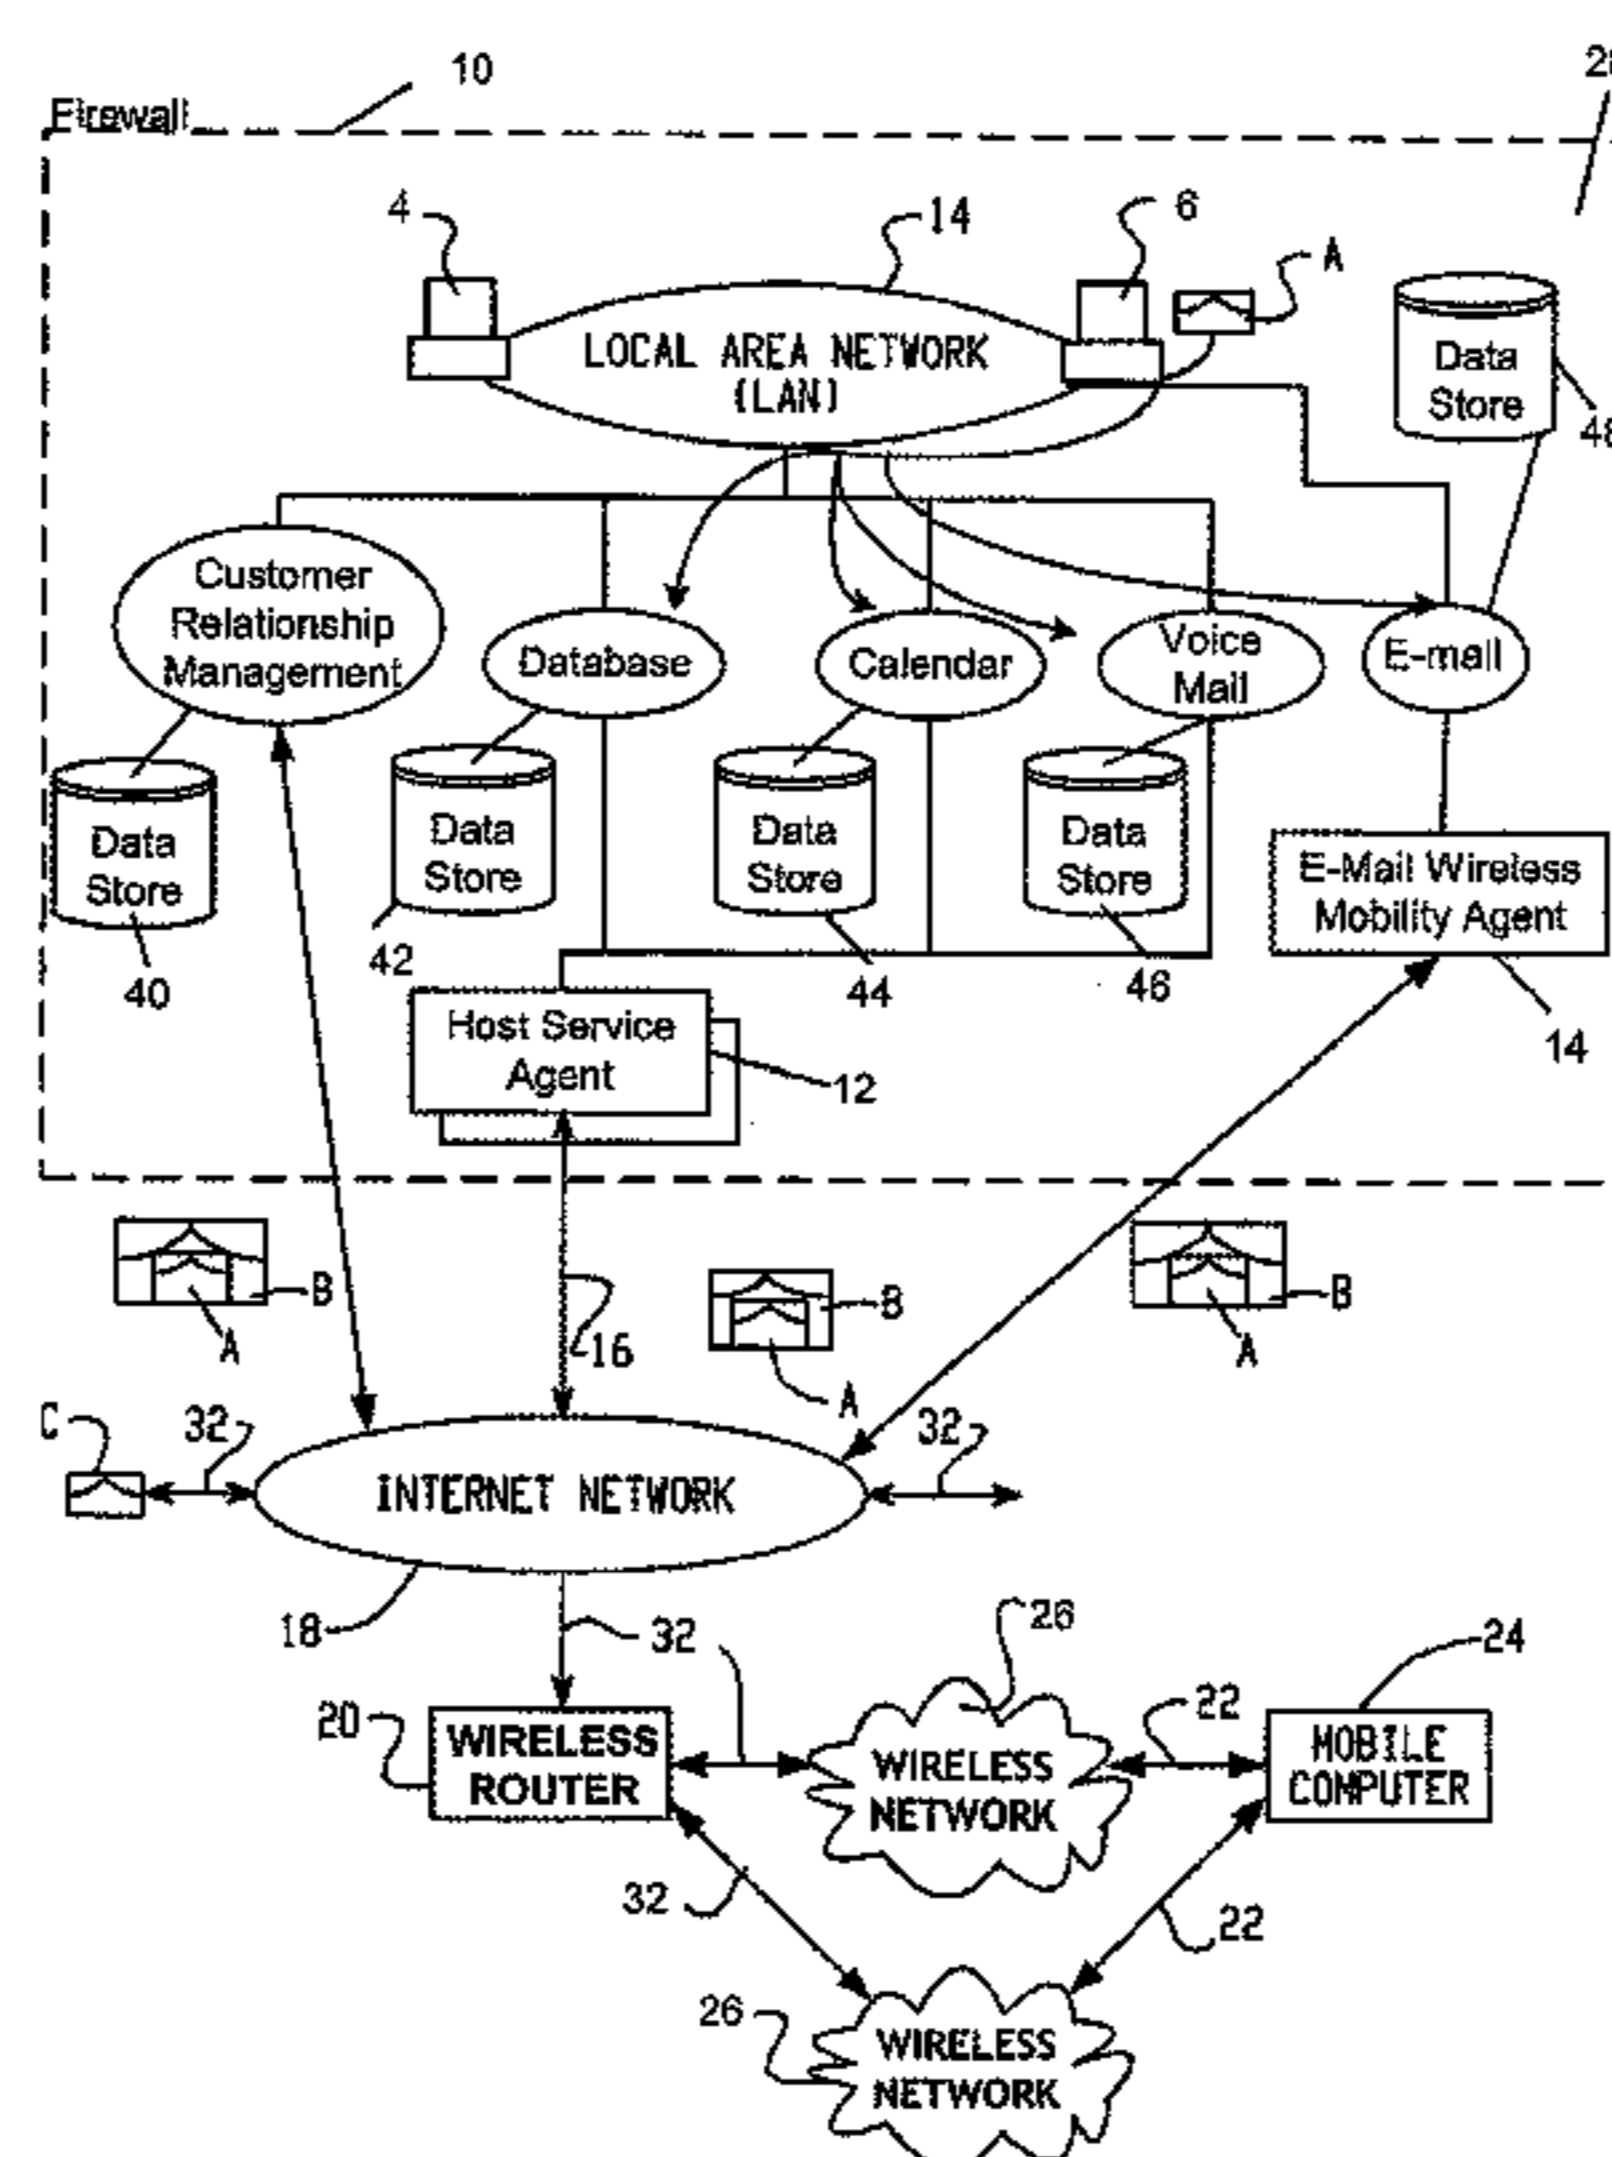 10
Firewall
4
14
6
A
LOCAL AREA NETWORK
(LAN)
Data
Store
48
Customer
Relationship
Management
Database
Calendar
Voice
Mail
E-mail
Data
Store
Data
Store
Data
Store
Data
Store
E-Mail Wireless
Mobility Agent
40
42
44
46
14
Host Service
Agent
12
B
A
16
B
A
B
A
C
32
32
INTERNET NETWORK
18
32
26
24
20
WIRELESS
ROUTER
WIRELESS
NETWORK
22
MOBILE
COMPUTER
32
22
26
WIRELESS
NETWORK